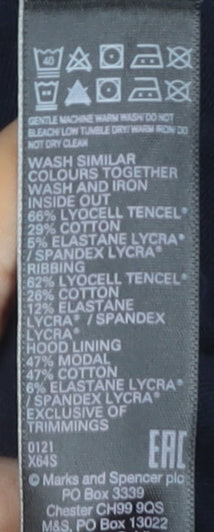 40
GENTLE MACHINE WARM WASH/ DO NOT
BLEACH/ LOW TUMBLE DRY/ WARM IRON/ DO
NOT DRY CLEAN
WASH SIMILAR
COLOURS TOGETHER
WASH AND IRON
INSIDE OUT
66% LYOCELL TENCEL®
29% COTTON
5% ELASTANE LYCRA®
/ SPANDEX LYCRA®
RIBBING
62% LYOCELL TENCEL®
26% COTTON
12% ELASTANE
LYCRA® / SPANDEX
LYCRA®
HOOD LINING
47% MODAL
47% COTTON
6% ELASTANE LYCRA®
/ SPANDEX LYCRA®
EXCLUSIVE OF
TRIMMINGS
0121
X64S
EAC
© Marks and Spencer plc
PO Box 3339
Chester CH99 9QS
M&S, PO Box 13022